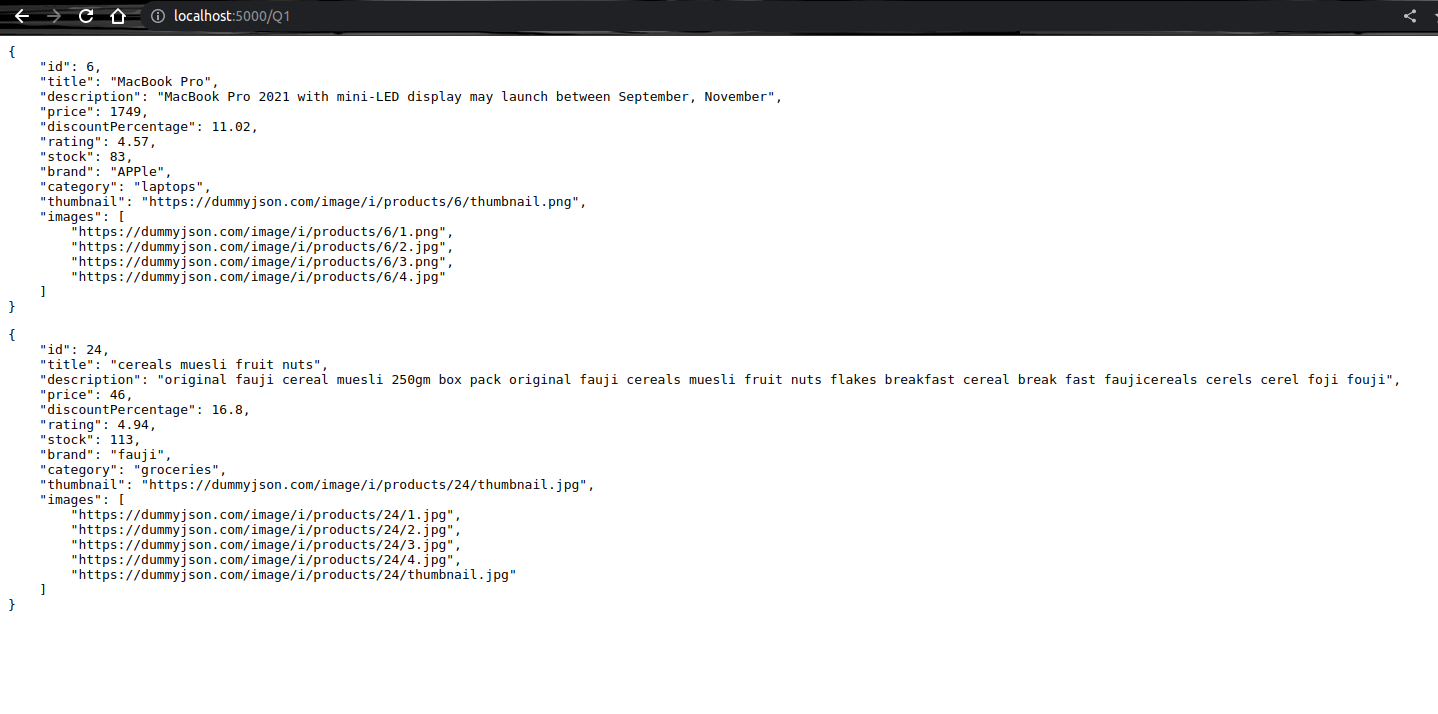 localhost:5000/Q1
{
    "id": 6,
    "title": "MacBook Pro",
    "description": "MacBook Pro 2021 with mini-LED display may launch between September, November",
    "price": 1749,
    "discountPercentage": 11.02,
    "rating": 4.57,
    "stock": 83,
    "brand": "APPle",
    "category": "laptops",
    "thumbnail": "https://dummyjson.com/image/i/products/6/thumbnail.png",
    "images": [
        "https://dummyjson.com/image/i/products/6/1.png",
        "https://dummyjson.com/image/i/products/6/2.jpg",
        "https://dummyjson.com/image/i/products/6/3.png",
        "https://dummyjson.com/image/i/products/6/4.jpg"
    ]
}
{
    "id": 24,
    "title": "cereals muesli fruit nuts",
    "description": "original fauji cereal muesli 250gm box pack original fauji cereals muesli fruit nuts flakes breakfast cereal break fast faujicereals cerels cerel foji fouji",
    "price": 46,
    "discountPercentage": 16.8,
    "rating": 4.94,
    "stock": 113,
    "brand": "fauji",
    "category": "groceries",
    "thumbnail": "https://dummyjson.com/image/i/products/24/thumbnail.jpg",
    "images": [
        "https://dummyjson.com/image/i/products/24/1.jpg",
        "https://dummyjson.com/image/i/products/24/2.jpg",
        "https://dummyjson.com/image/i/products/24/3.jpg",
        "https://dummyjson.com/image/i/products/24/4.jpg",
        "https://dummyjson.com/image/i/products/24/thumbnail.jpg"
    ]
}